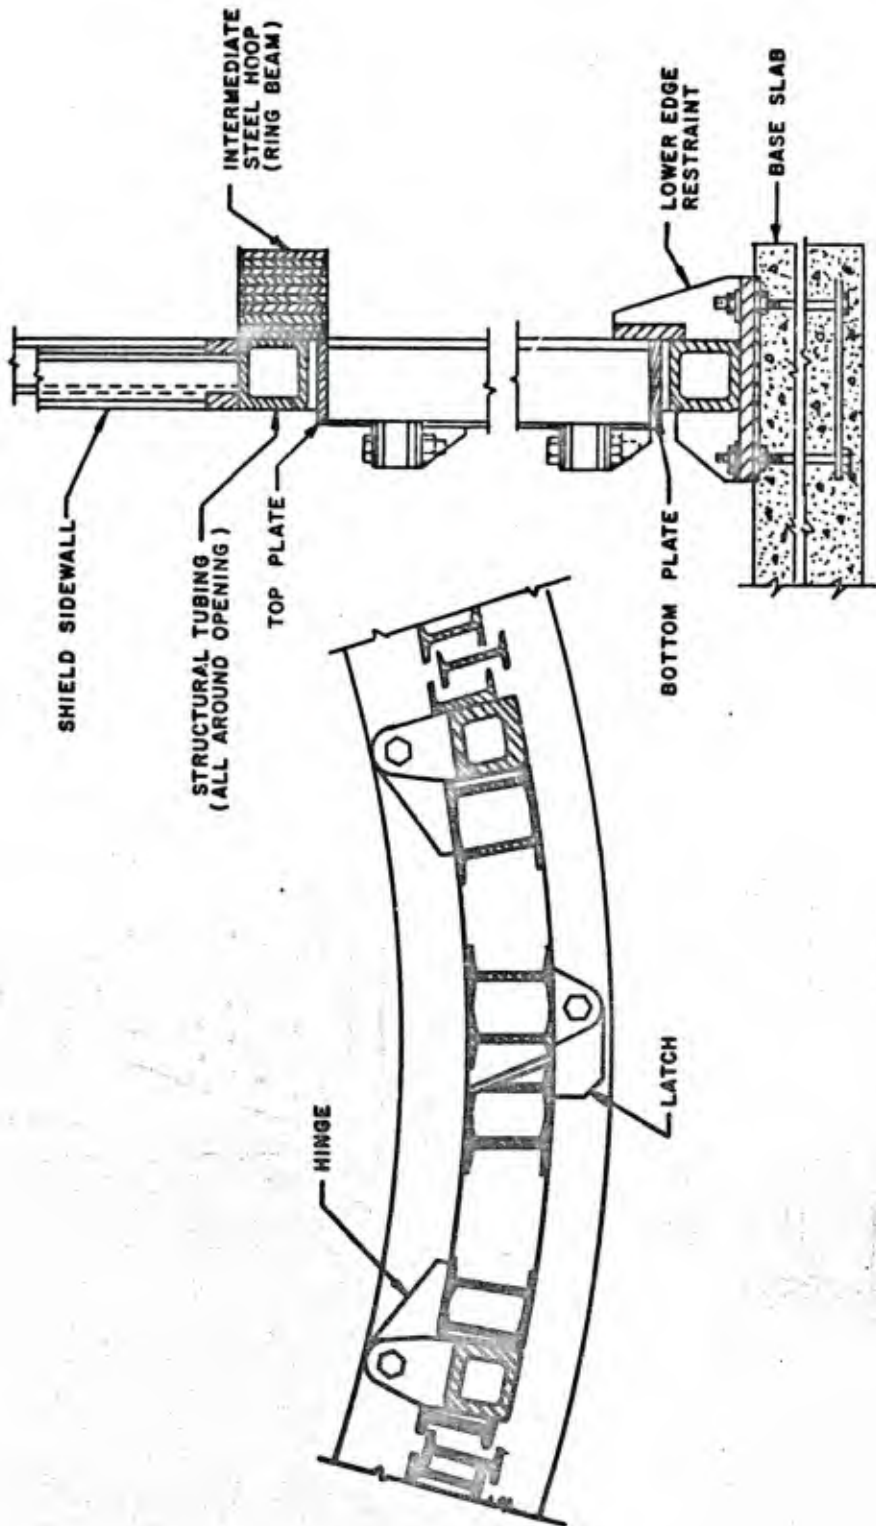 SHIELD SIDEWALL
STRUCTURAL TUBING
(ALL AROUND OPENING)
TOP PLATE
INTERMEDIATE
STEEL HOOP
(RING BEAM)
LOWER EDGE
RESTRAINT
BASE SLAB
BOTTOM PLATE
HINGE
LATCH